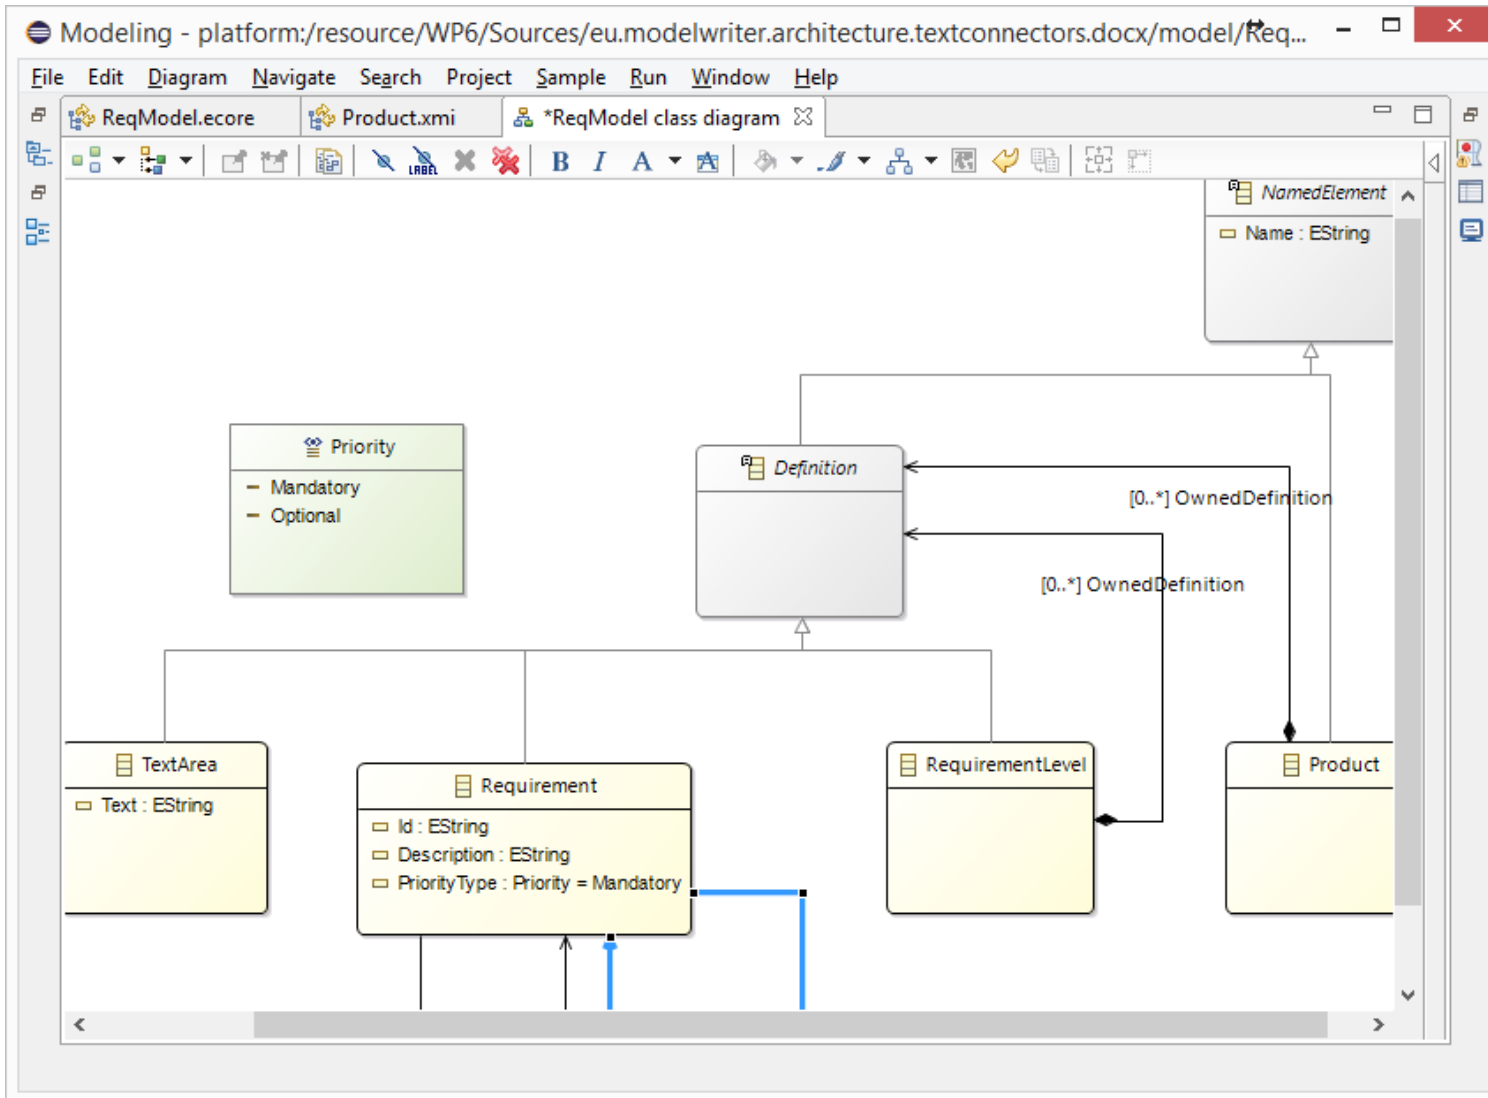 Modeling - platform:/resource/WP6/Sources/eu.modelwriter.architecture.textconnectors.docx/model/Req...
File Edit Diagram Navigate Search Project Sample Run Window Help
ReqModel.ecore Product.xmi *ReqModel class diagram
LABEL B I A A
NamedElement
Name : EString
Priority
Mandatory
Optional
Definition
[0..*] OwnedDefinition
[0..*] OwnedDefinition
TextArea
Text : EString
Requirement
Id : EString
Description : EString
PriorityType : Priority = Mandatory
RequirementLevel
Product